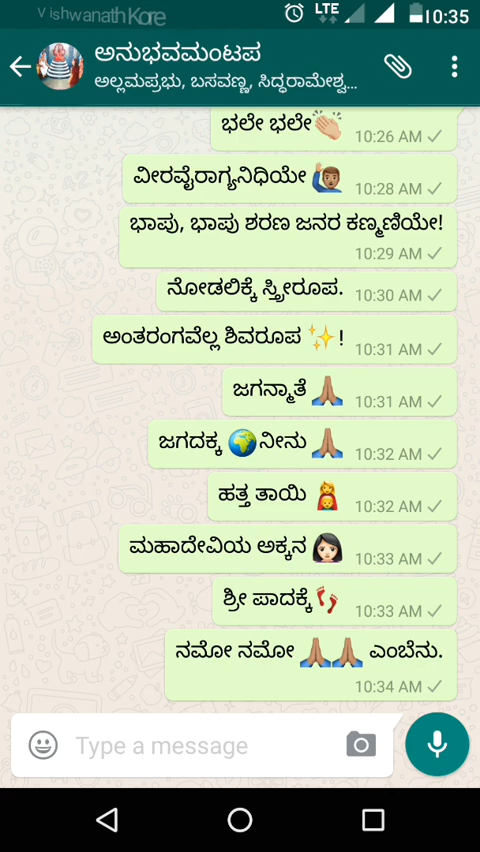 Vishwanath Kore
LTE 10:35
ಅನುಭವಮಂಟಪ
ಅಲ್ಲಮಪ್ರಭು, ಬಸವಣ್ಣ, ಸಿದ್ಧರಾಮೇಶ್ವ...
ಭಲೇ ಭಲೇ👏🏼 10:26 AM ✓
ವೀರವೈರಾಗ್ಯನಿಧಿಯೇ 🙋🏽‍♂️ 10:28 AM ✓
ಭಾಪು, ಭಾಪು ಶರಣ ಜನರ ಕಣ್ಮಣಿಯೇ!
10:29 AM ✓
ನೋಡಲಿಕ್ಕೆ ಸ್ತ್ರೀರೂಪ. 10:30 AM ✓
ಅಂತರಂಗವೆಲ್ಲ ಶಿವರೂಪ ✨! 10:31 AM ✓
ಜಗನ್ಮಾತೆ 🙏🏽 10:31 AM ✓
ಜಗದಕ್ಕ 🌍ನೀನು 🙏🏽 10:32 AM ✓
ಹತ್ತ ತಾಯಿ 10:32 AM ✓
ಮಹಾದೇವಿಯ ಅಕ್ಕನ 👩🏻 10:33 AM ✓
ಶ್ರೀ ಪಾದಕ್ಕೆ👣 10:33 AM ✓
ನಮೋ ನಮೋ 🙏🏽🙏🏽 ಎಂಬೆನು.
10:34 AM ✓
Type a message